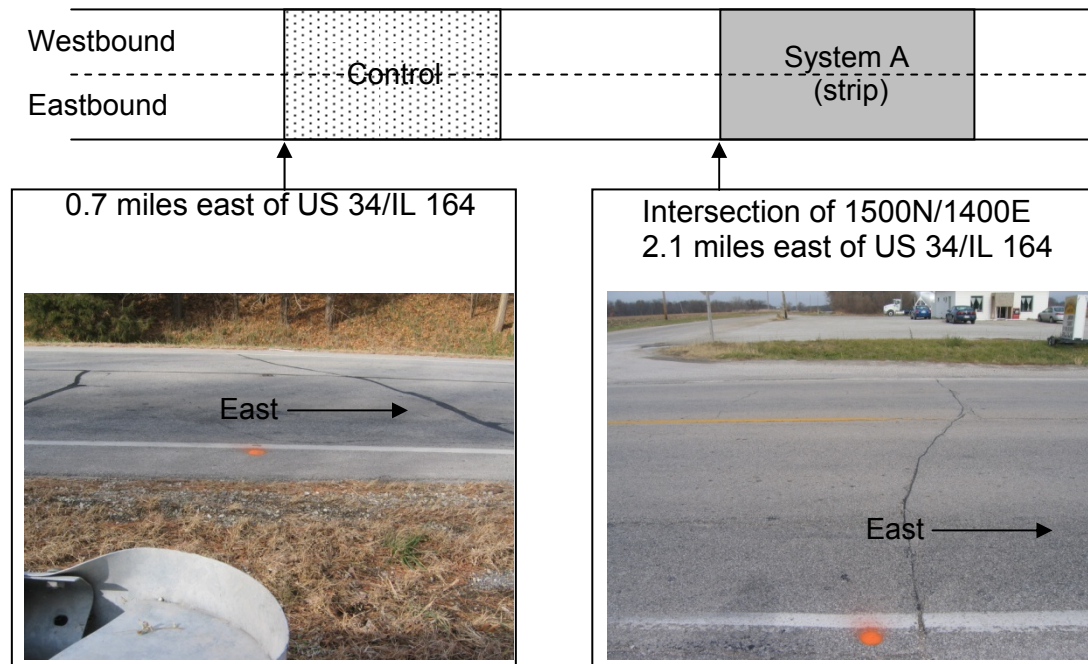 Westbound
Control
System A
(strip)
Eastbound
0.7 miles east of US 34/IL 164
Intersection of 1500N/1400E
2.1 miles east of US 34/IL 164
East
East